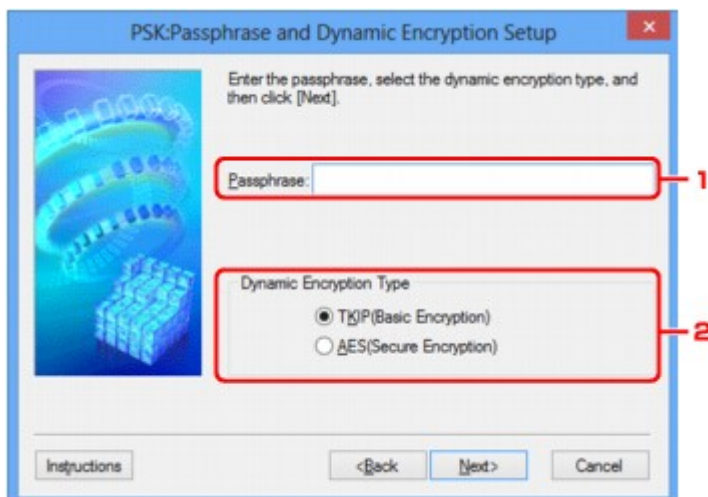 PSK:Passphrase and Dynamic Encryption Setup
Enter the passphrase, select the dynamic encryption type, and
then click [Next].
Passphrase:
1
Dynamic Encryption Type
TKIP(Basic Encryption)
AES(Secure Encryption)
2
Instructions <Back Next> Cancel